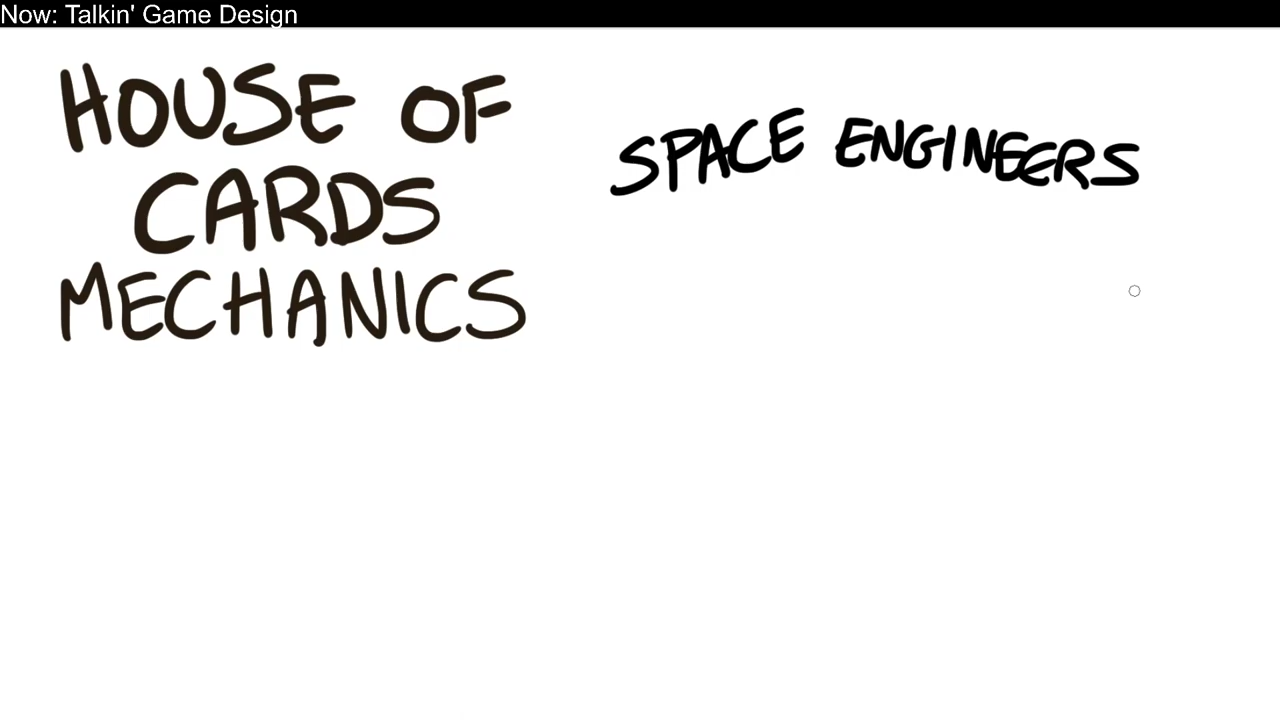 Now: Talkin' Game Design
HOUSE OF
CARDS
MECHANICS
SPACE ENGINEERS